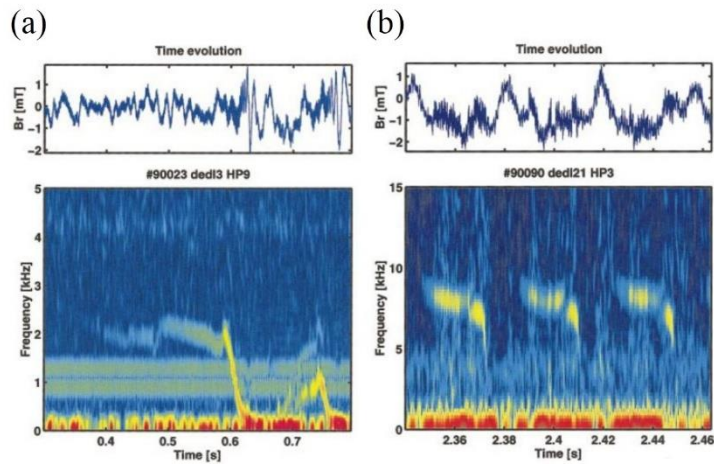 (a)
Time evolution
Br [mT]
1
0
−1
−2
#90023 dedl3 HP9
Frequency [kHz]
5
4
3
2
1
0
0.4 0.5 0.6 0.7
Time [s]
(b)
Time evolution
Br [mT]
1
0
−1
−2
#90090 dedl21 HP3
Frequency [kHz]
15
10
5
0
2.36 2.38 2.4 2.42 2.44 2.46
Time [s]